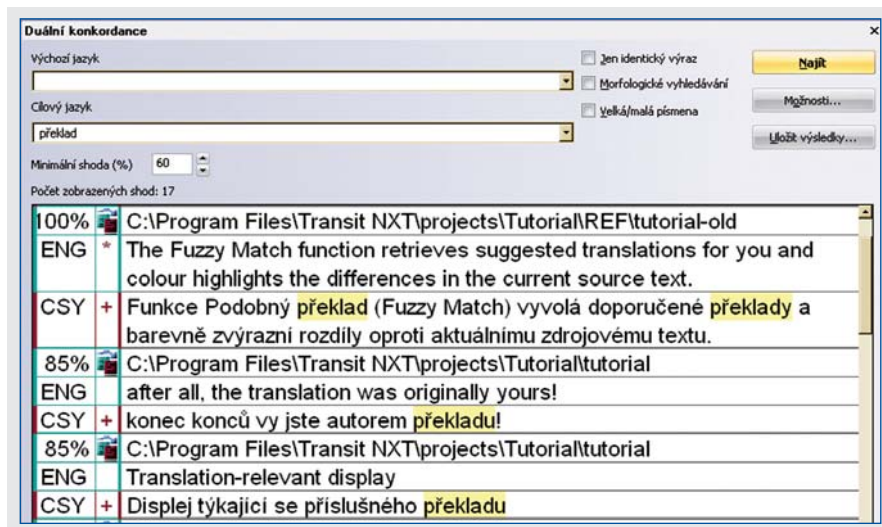 Duální konkordance
Výchozí jazyk
Jen identický výraz
Najít
Morfologické vyhledávání
Cílový jazyk
Velká/malá písmena
Možnosti...
překlad
Uložit výsledky...
Minimální shoda (%) 60
Počet zobrazených shod: 17
100% C:\Program Files\Transit NXT\projects\Tutorial\REF\tutorial-old
ENG * The Fuzzy Match function retrieves suggested translations for you and
colour highlights the differences in the current source text.
CSY + Funkce Podobný překlad (Fuzzy Match) vyvolá doporučené překlady a
barevně zvýrazní rozdíly oproti aktuálnímu zdrojovému textu.
85% C:\Program Files\Transit NXT\projects\Tutorial\tutorial
ENG after all, the translation was originally yours!
CSY + konec konců vy jste autorem překladu!
85% C:\Program Files\Transit NXT\projects\Tutorial\tutorial
ENG Translation-relevant display
CSY + Displej týkající se příslušného překladu